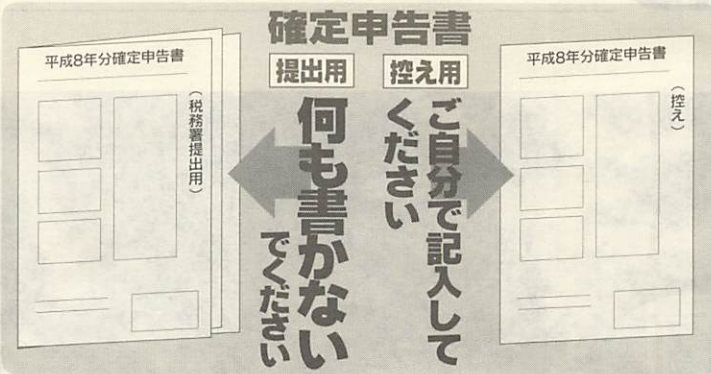 確定申告書
提出用
控え用
ご自分で記入して
ください
何も書かない
でください
平成8年分確定申告書
(税務署提出用)
平成8年分確定申告書
(控え)